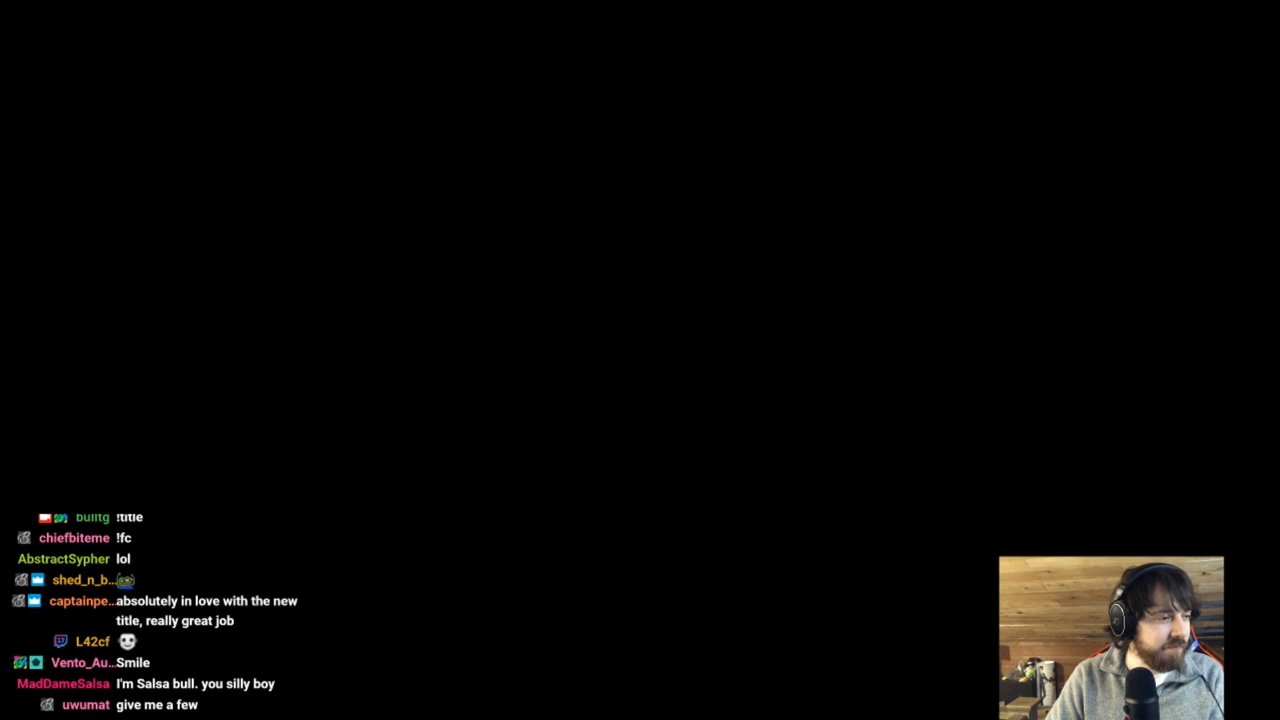 bulltg !title
chiefbiteme !fc
AbstractSypher lol
shed_n_b...
captainpe... absolutely in love with the new
title, really great job
L42cf
Vento_Au... Smile
MadDameSalsa I'm Salsa bull. you silly boy
uwumat give me a few